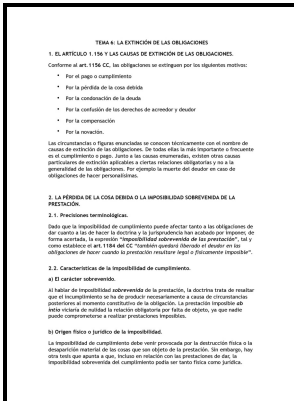 TEMA 6: LA EXTINCIÓN DE LAS OBLIGACIONES
1. EL ARTÍCULO 1.156 Y LAS CAUSAS DE EXTINCIÓN DE LAS OBLIGACIONES.
Conforme al art.1156 CC, las obligaciones se extinguen por los siguientes motivos:
• Por el pago o cumplimiento
• Por la pérdida de la cosa debida
• Por la condonación de la deuda
• Por la confusión de los derechos de acreedor y deudor
• Por la compensación
• Por la novación.
Las circunstancias o figuras enunciadas se conocen técnicamente con el nombre de
causas de extinción de las obligaciones. De todas ellas la más importante o frecuente
es el cumplimiento o pago. Junto a las causas enumeradas, existen otras causas
particulares de extinción aplicables a ciertas relaciones obligatorias y no a la
generalidad de las obligaciones. Por ejemplo la muerte del deudor en caso de
obligaciones de hacer personalísimas.
2. LA PÉRDIDA DE LA COSA DEBIDA O LA IMPOSIBILIDAD SOBREVENIDA DE LA
PRESTACIÓN.
2.1. Precisiones terminológicas.
Dado que la imposibilidad de cumplimiento puede afectar tanto a las obligaciones de
dar cuanto a las de hacer la doctrina y la jurisprudencia han acabado por imponer, de
forma acertada, la expresión "imposibilidad sobrevenida de las prestación", tal y
como establece el art. 1184 del CC "también quedará liberado el deudor en las
obligaciones de hacer cuando la prestación resultare legal o físicamente imposible".
2.2. Características de la imposibilidad de cumplimiento.
a) El carácter sobrevenido.
Al hablar de imposibilidad sobrevenida de la prestación, la doctrina trata de resaltar
que el incumplimiento se ha de producir necesariamente a causa de circunstancias
posteriores al momento constitutivo de la obligación. La prestación imposible ab
initio viciaría de nulidad la relación obligatoria por falta de objeto, ya que nadie
puede comprometerse a realizar prestaciones imposibles.
b) Origen físico o jurídico de la imposibilidad.
La imposibilidad de cumplimiento debe venir provocada por la destrucción física o la
desaparición material de las cosas que son objeto de la prestación. Sin embargo, hay
otra tesis que apunta a que, incluso en relación con las prestaciones de dar, la
imposibilidad sobrevenida del cumplimiento podía ser tanto física como jurídica.